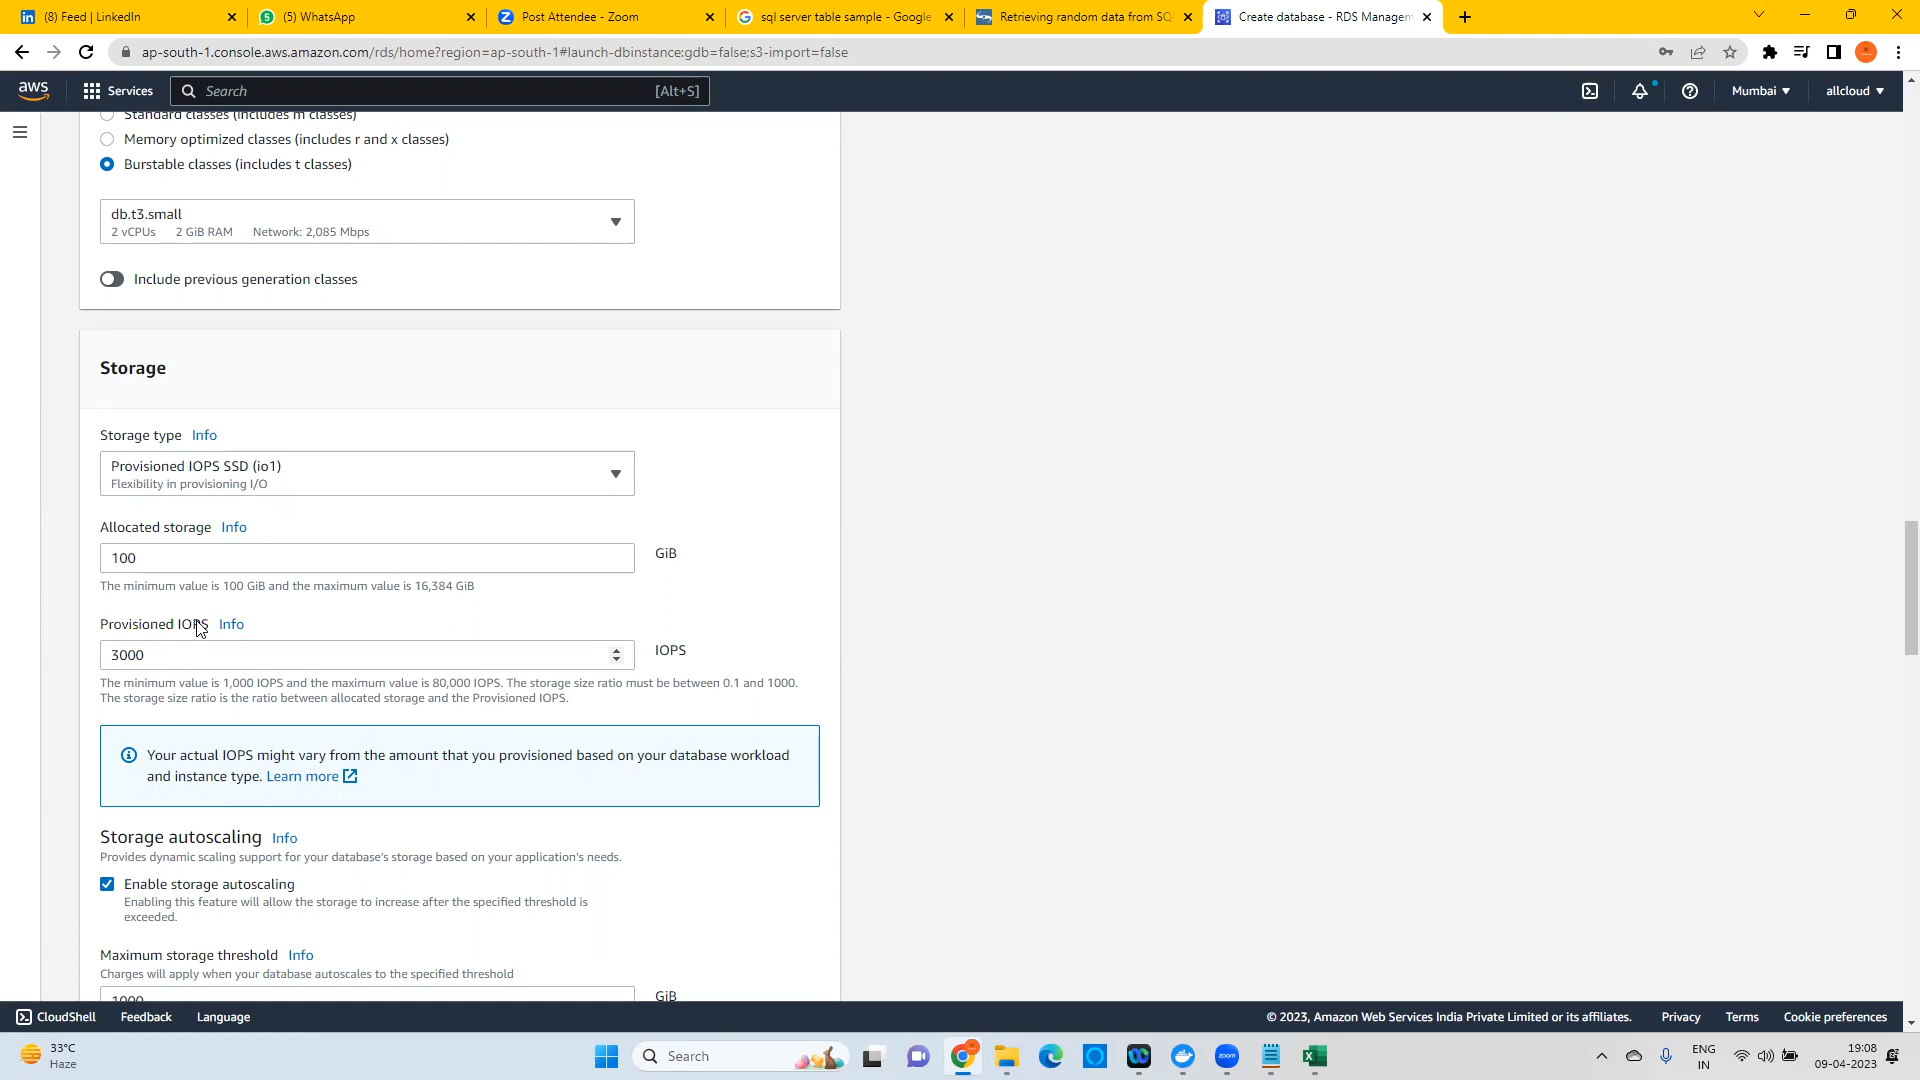 (8) Feed | LinkedIn
(5) WhatsApp
Post Attendee - Zoom
sql server table sample - Google
Retrieving random data from SQ
Create database - RDS Managem
ap-south-1.console.aws.amazon.com/rds/home?region=ap-south-1#launch-dbinstance:gdb=false;s3-import=false
aws
Services
Search
[Alt+S]
Mumbai
allcloud
Standard classes (includes m classes)
Memory optimized classes (includes r and x classes)
Burstable classes (includes t classes)
db.t3.small
2 vCPUs 2 GiB RAM Network: 2,085 Mbps
Include previous generation classes
Storage
Storage type Info
Provisioned IOPS SSD (io1)
Flexibility in provisioning I/O
Allocated storage Info
100
GiB
The minimum value is 100 GiB and the maximum value is 16,384 GiB
Provisioned IOPS Info
3000
IOPS
The minimum value is 1,000 IOPS and the maximum value is 80,000 IOPS. The storage size ratio must be between 0.1 and 1000.
The storage size ratio is the ratio between allocated storage and the Provisioned IOPS.
Your actual IOPS might vary from the amount that you provisioned based on your database workload
and instance type. Learn more
Storage autoscaling Info
Provides dynamic scaling support for your database's storage based on your application's needs.
Enable storage autoscaling
Enabling this feature will allow the storage to increase after the specified threshold is
exceeded.
Maximum storage threshold Info
Charges will apply when your database autoscales to the specified threshold
1000
GiB
CloudShell
Feedback
Language
© 2023, Amazon Web Services India Private Limited or its affiliates.
Privacy
Terms
Cookie preferences
33°C
Haze
Search
zoom
ENG
IN
19:08
09-04-2023